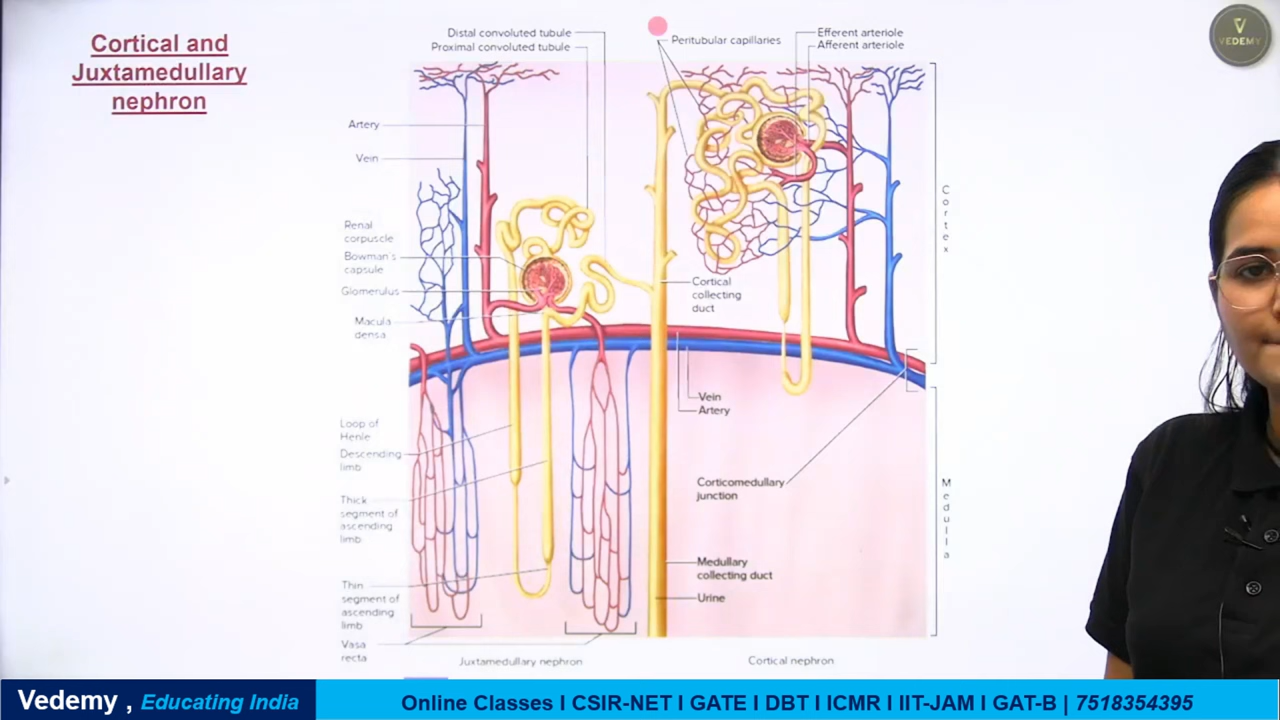 Cortical and
Juxtamedullary
nephron
Distal convoluted tubule
Proximal convoluted tubule
Peritubular capillaries
Efferent arteriole
Afferent arteriole
VEDEMY
Artery
Vein
Renal
corpuscle
Bowman's
capsule
Glomerulus
Macula
densa
Cortical
collecting
duct
Cortex
Vein
Artery
Loop of
Henle
Descending
limb
Thick
segment of
ascending
limb
Thin
segment of
ascending
limb
Vasa
recta
Corticomedullary
junction
Medulla
Medullary
collecting duct
Urine
Juxtamedullary nephron
Cortical nephron
Vedemy , Educating India
Online Classes I CSIR-NET I GATE I DBT I ICMR I IIT-JAM I GAT-B | 7518354395